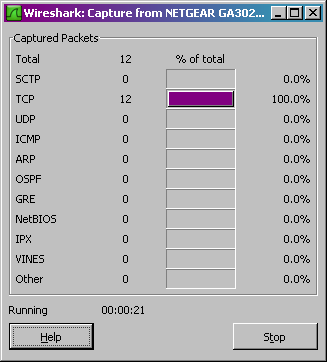 Wireshark: Capture from NETGEAR GA302...
Captured Packets
Total 12 % of total
SCTP 0 0.0%
TCP 12 100.0%
UDP 0 0.0%
ICMP 0 0.0%
ARP 0 0.0%
OSPF 0 0.0%
GRE 0 0.0%
NetBIOS 0 0.0%
IPX 0 0.0%
VINES 0 0.0%
Other 0 0.0%
Running 00:00:21
Help Stop